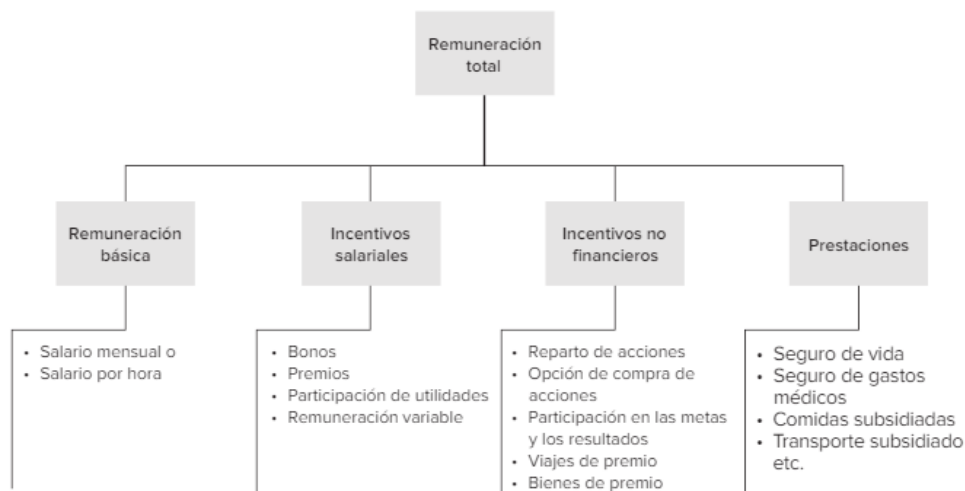 Remuneración
total
Remuneración
básica
Incentivos
salariales
Incentivos no
financieros
Prestaciones
• Salario mensual o
• Salario por hora
• Bonos
• Premios
• Participación de utilidades
• Remuneración variable
• Reparto de acciones
• Opción de compra de
acciones
• Participación en las metas
y los resultados
• Viajes de premio
• Bienes de premio
• Seguro de vida
• Seguro de gastos
médicos
• Comidas subsidiadas
• Transporte subsidiado
etc.